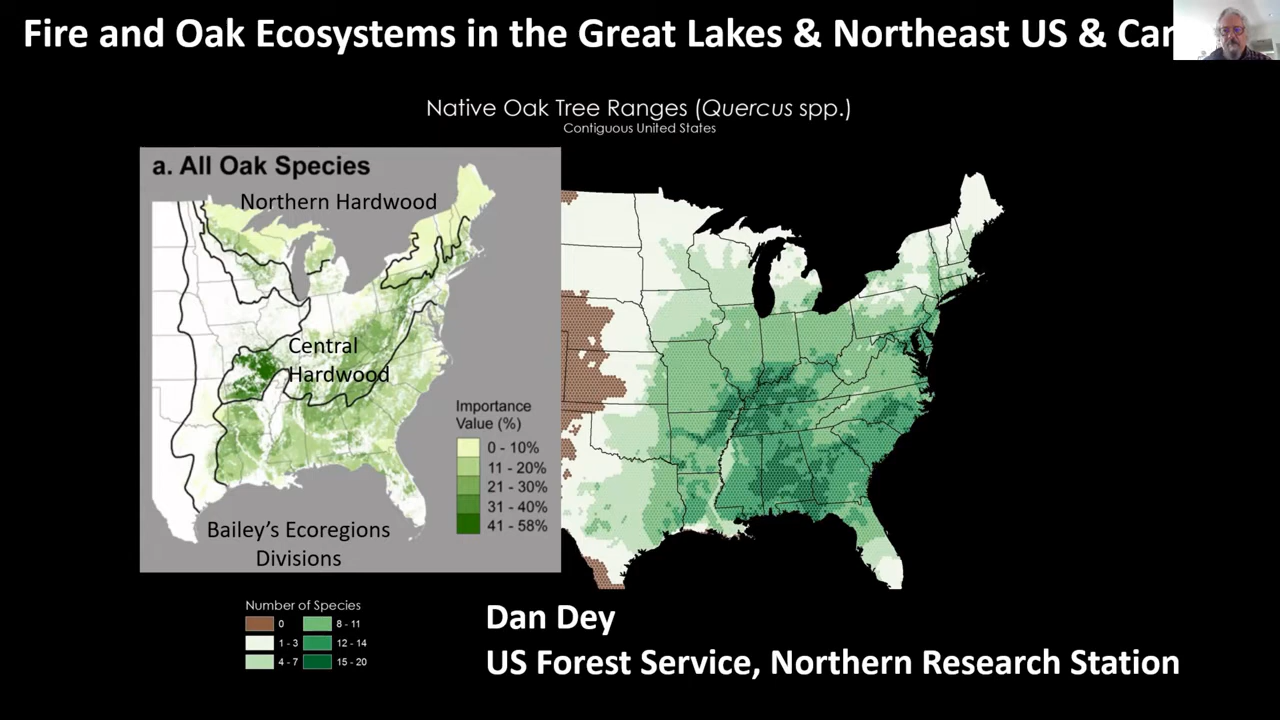 Fire and Oak Ecosystems in the Great Lakes & Northeast US & Ca
Native Oak Tree Ranges (Quercus spp.)
Contiguous United States
a. All Oak Species
Northern Hardwood
Central
Hardwood
Importance
Value (%)
0 - 10%
11 - 20%
21 - 30%
31 - 40%
41 - 58%
Bailey's Ecoregions
Divisions
Number of Species
0
8 - 11
1 - 3
12 - 14
4 - 7
15 - 20
Dan Dey
US Forest Service, Northern Research Station